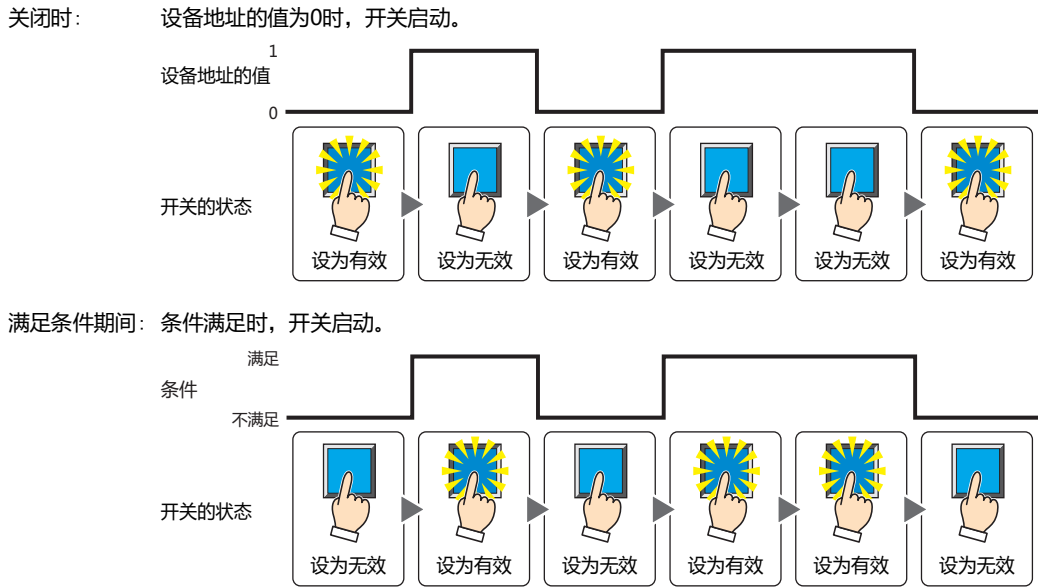 关闭时： 设备地址的值为0时，开关启动。
1
设备地址的值
0
开关的状态
设为有效 设为无效 设为有效 设为无效 设为无效 设为有效
满足条件期间： 条件满足时，开关启动。
满足
条件
不满足
开关的状态
设为无效 设为有效 设为无效 设为有效 设为有效 设为无效